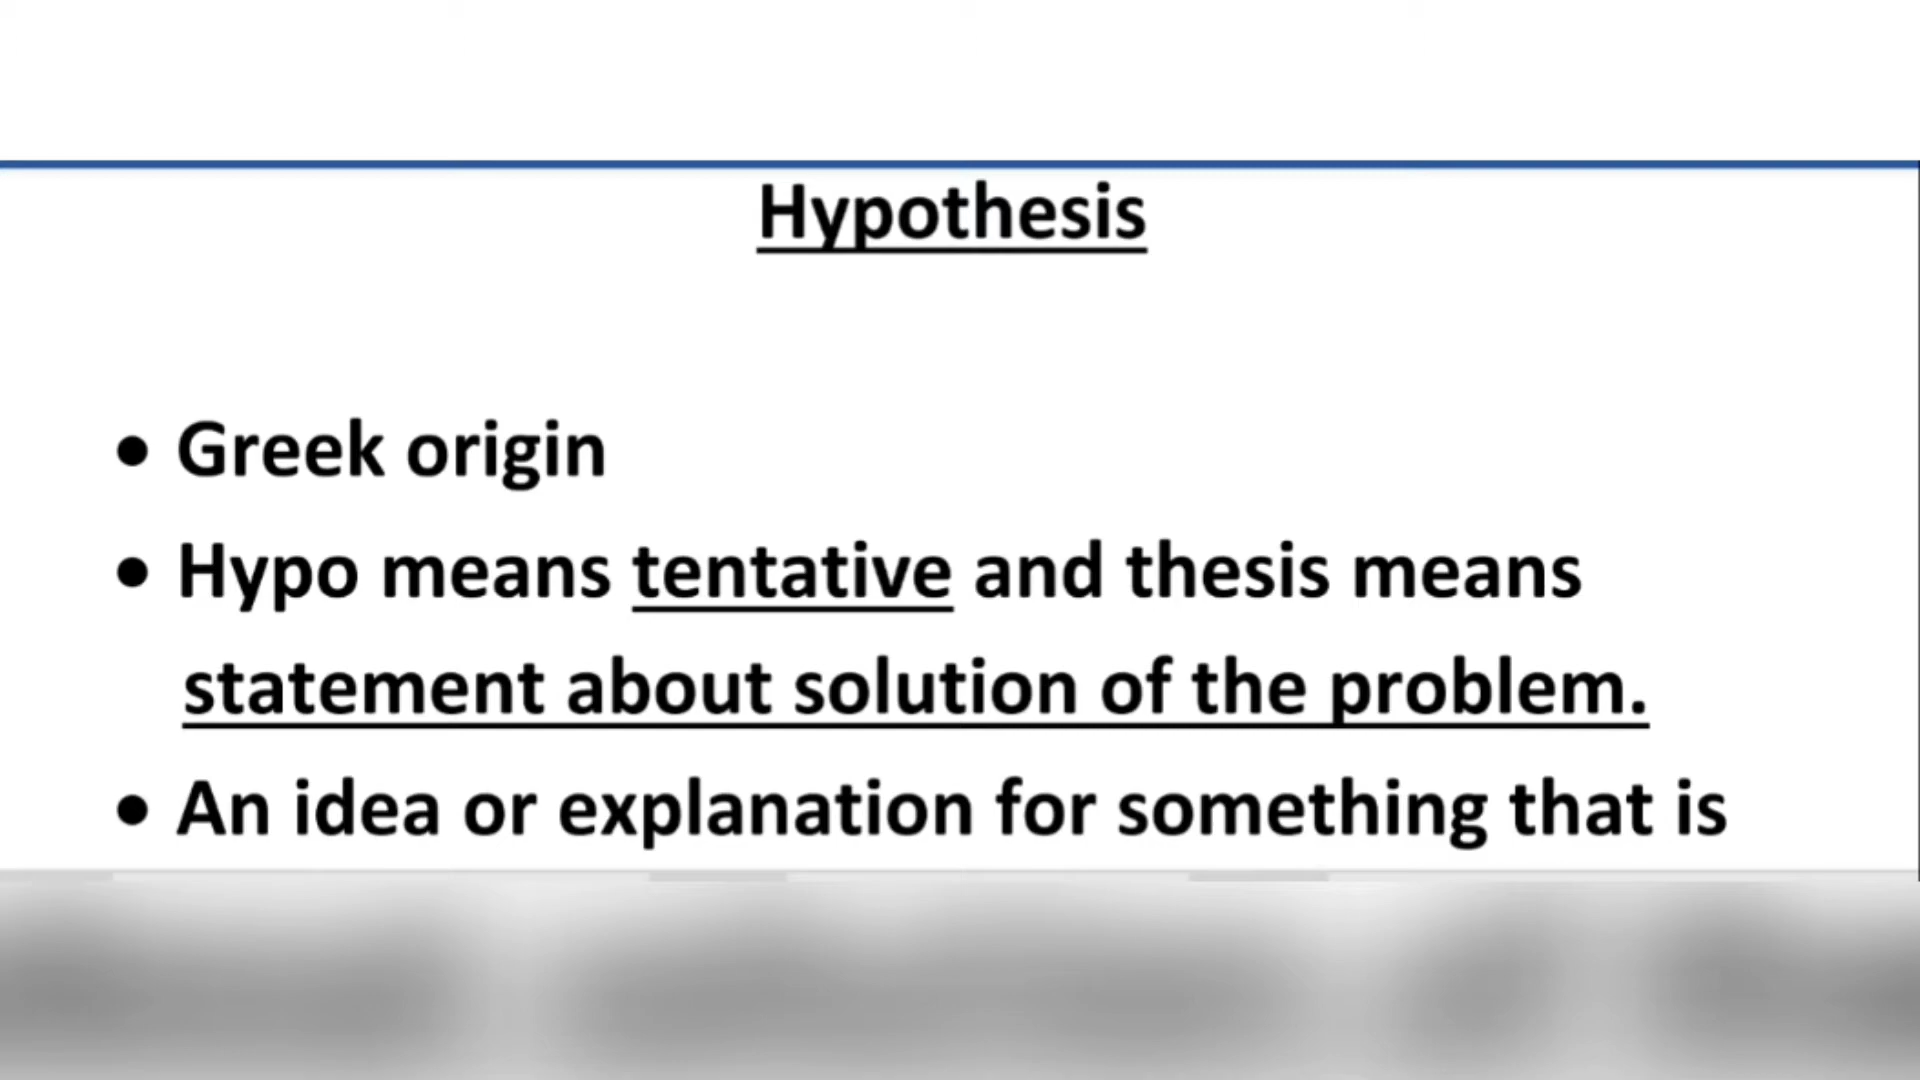 Hypothesis
• Greek origin
• Hypo means tentative and thesis means
statement about solution of the problem.
• An idea or explanation for something that is